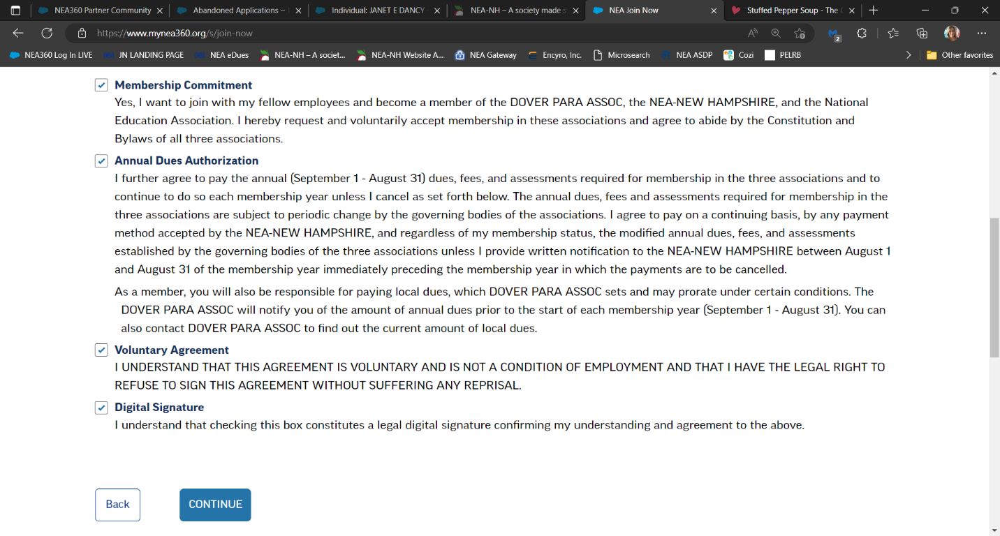 NEA360 Partner Community
Abandoned Applications ~
Individual: JANET E DANCY
NEA-NH – A society made s
NEA Join Now
Stuffed Pepper Soup - The
https://www.mynea360.org/s/join-now
2
NEA360 Log In LIVE
JN LANDING PAGE
NEA eDues
NEA-NH – A societ...
NEA-NH Website A...
NEA Gateway
Encyro, Inc.
Microsearch
NEA ASDP
Cozi
PELRB
Other favorites
Membership Commitment
Yes, I want to join with my fellow employees and become a member of the DOVER PARA ASSOC, the NEA-NEW HAMPSHIRE, and the National
Education Association. I hereby request and voluntarily accept membership in these associations and agree to abide by the Constitution and
Bylaws of all three associations.
Annual Dues Authorization
I further agree to pay the annual (September 1 - August 31) dues, fees, and assessments required for membership in the three associations and to
continue to do so each membership year unless I cancel as set forth below. The annual dues, fees and assessments required for membership in the
three associations are subject to periodic change by the governing bodies of the associations. I agree to pay on a continuing basis, by any payment
method accepted by the NEA-NEW HAMPSHIRE, and regardless of my membership status, the modified annual dues, fees, and assessments
established by the governing bodies of the three associations unless I provide written notification to the NEA-NEW HAMPSHIRE between August 1
and August 31 of the membership year immediately preceding the membership year in which the payments are to be cancelled.
As a member, you will also be responsible for paying local dues, which DOVER PARA ASSOC sets and may prorate under certain conditions. The
DOVER PARA ASSOC will notify you of the amount of annual dues prior to the start of each membership year (September 1 - August 31). You can
also contact DOVER PARA ASSOC to find out the current amount of local dues.
Voluntary Agreement
I UNDERSTAND THAT THIS AGREEMENT IS VOLUNTARY AND IS NOT A CONDITION OF EMPLOYMENT AND THAT I HAVE THE LEGAL RIGHT TO
REFUSE TO SIGN THIS AGREEMENT WITHOUT SUFFERING ANY REPRISAL.
Digital Signature
I understand that checking this box constitutes a legal digital signature confirming my understanding and agreement to the above.
Back
CONTINUE